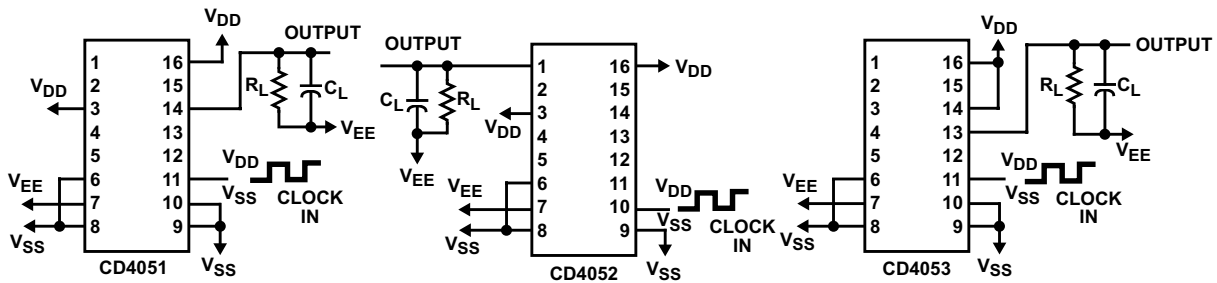 VDD
OUTPUT
1 16
2 15
VDD
3 14
4 13
5 12
6 11
7 10
8 9
RL
CL
VEE
VDD
VSS
CLOCK
IN
VEE
VSS
VSS
CD4051
OUTPUT
1 16
2 15
3 14
4 13
5 12
6 11
7 10
8 9
VDD
CL
RL
VDD
VEE
VEE
VSS
VDD
VSS
CLOCK
IN
VSS
CD4052
VDD
OUTPUT
1 16
2 15
3 14
4 13
5 12
6 11
7 10
8 9
RL
CL
VEE
VDD
VSS
CLOCK
IN
VEE
VSS
VSS
CD4053